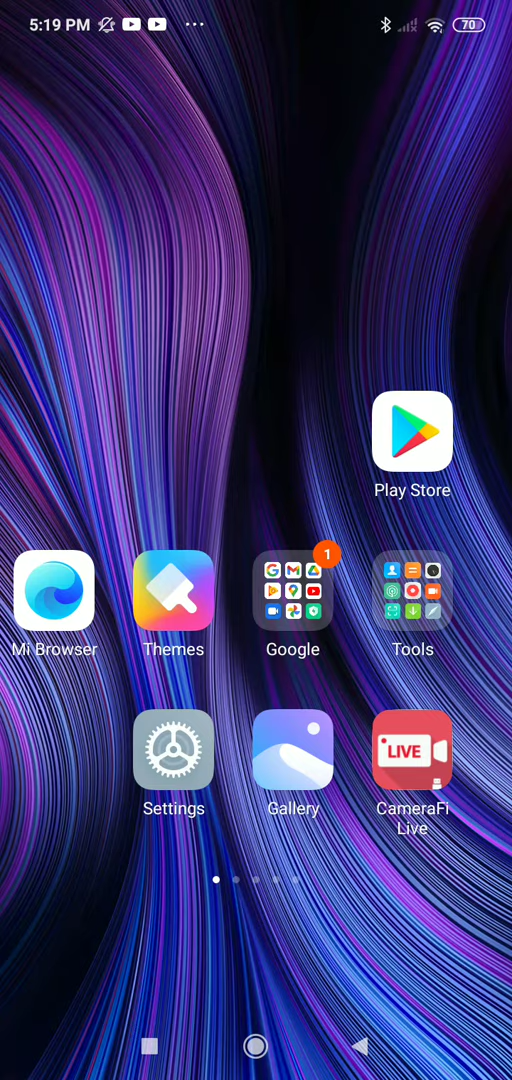 5:19 PM
70
Play Store
1
Mi Browser
Themes
Google
Tools
LIVE
Settings
Gallery
CameraFi
Live